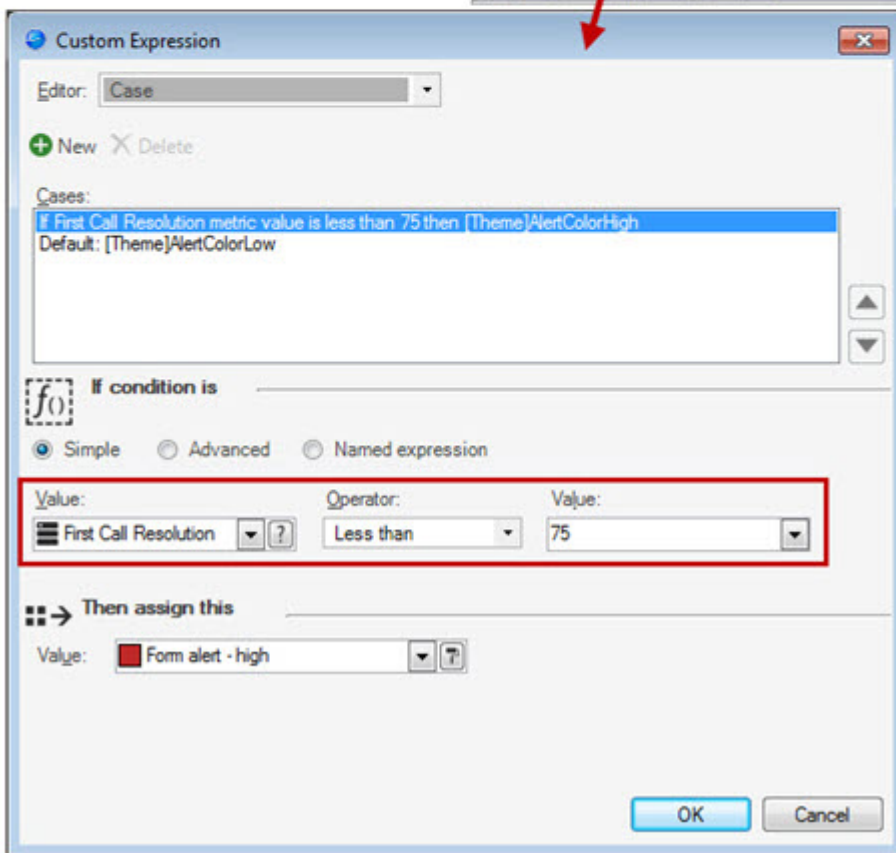 Custom Expression
Editor: Case
New Delete
Cases:
If First Call Resolution metric value is less than 75 then [Theme]AlertColorHigh
Default: [Theme]AlertColorLow
f()
If condition is
Simple Advanced Named expression
Value: Operator: Value:
First Call Resolution ? Less than 75
Then assign this
Value: Form alert - high
OK Cancel